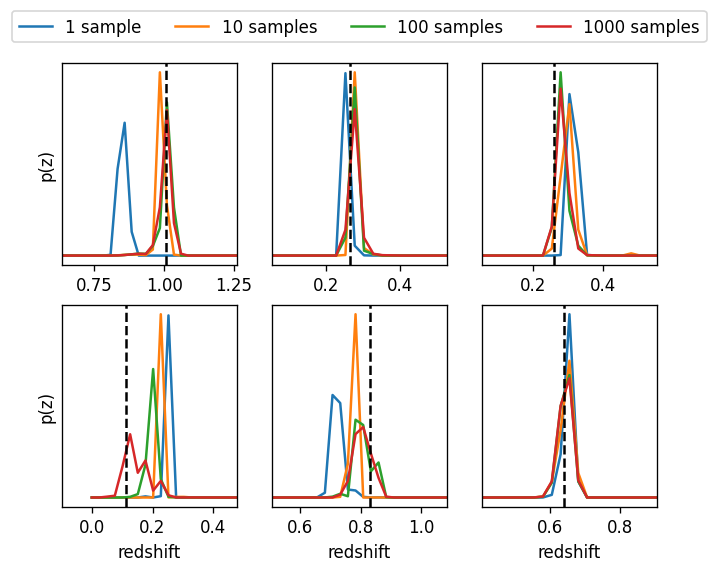 1 sample 10 samples 100 samples 1000 samples
p(z)
0.75 1.00 1.25 0.2 0.4 0.2 0.4
p(z)
0.0 0.2 0.4 0.6 0.8 1.0 0.6 0.8
redshift redshift redshift